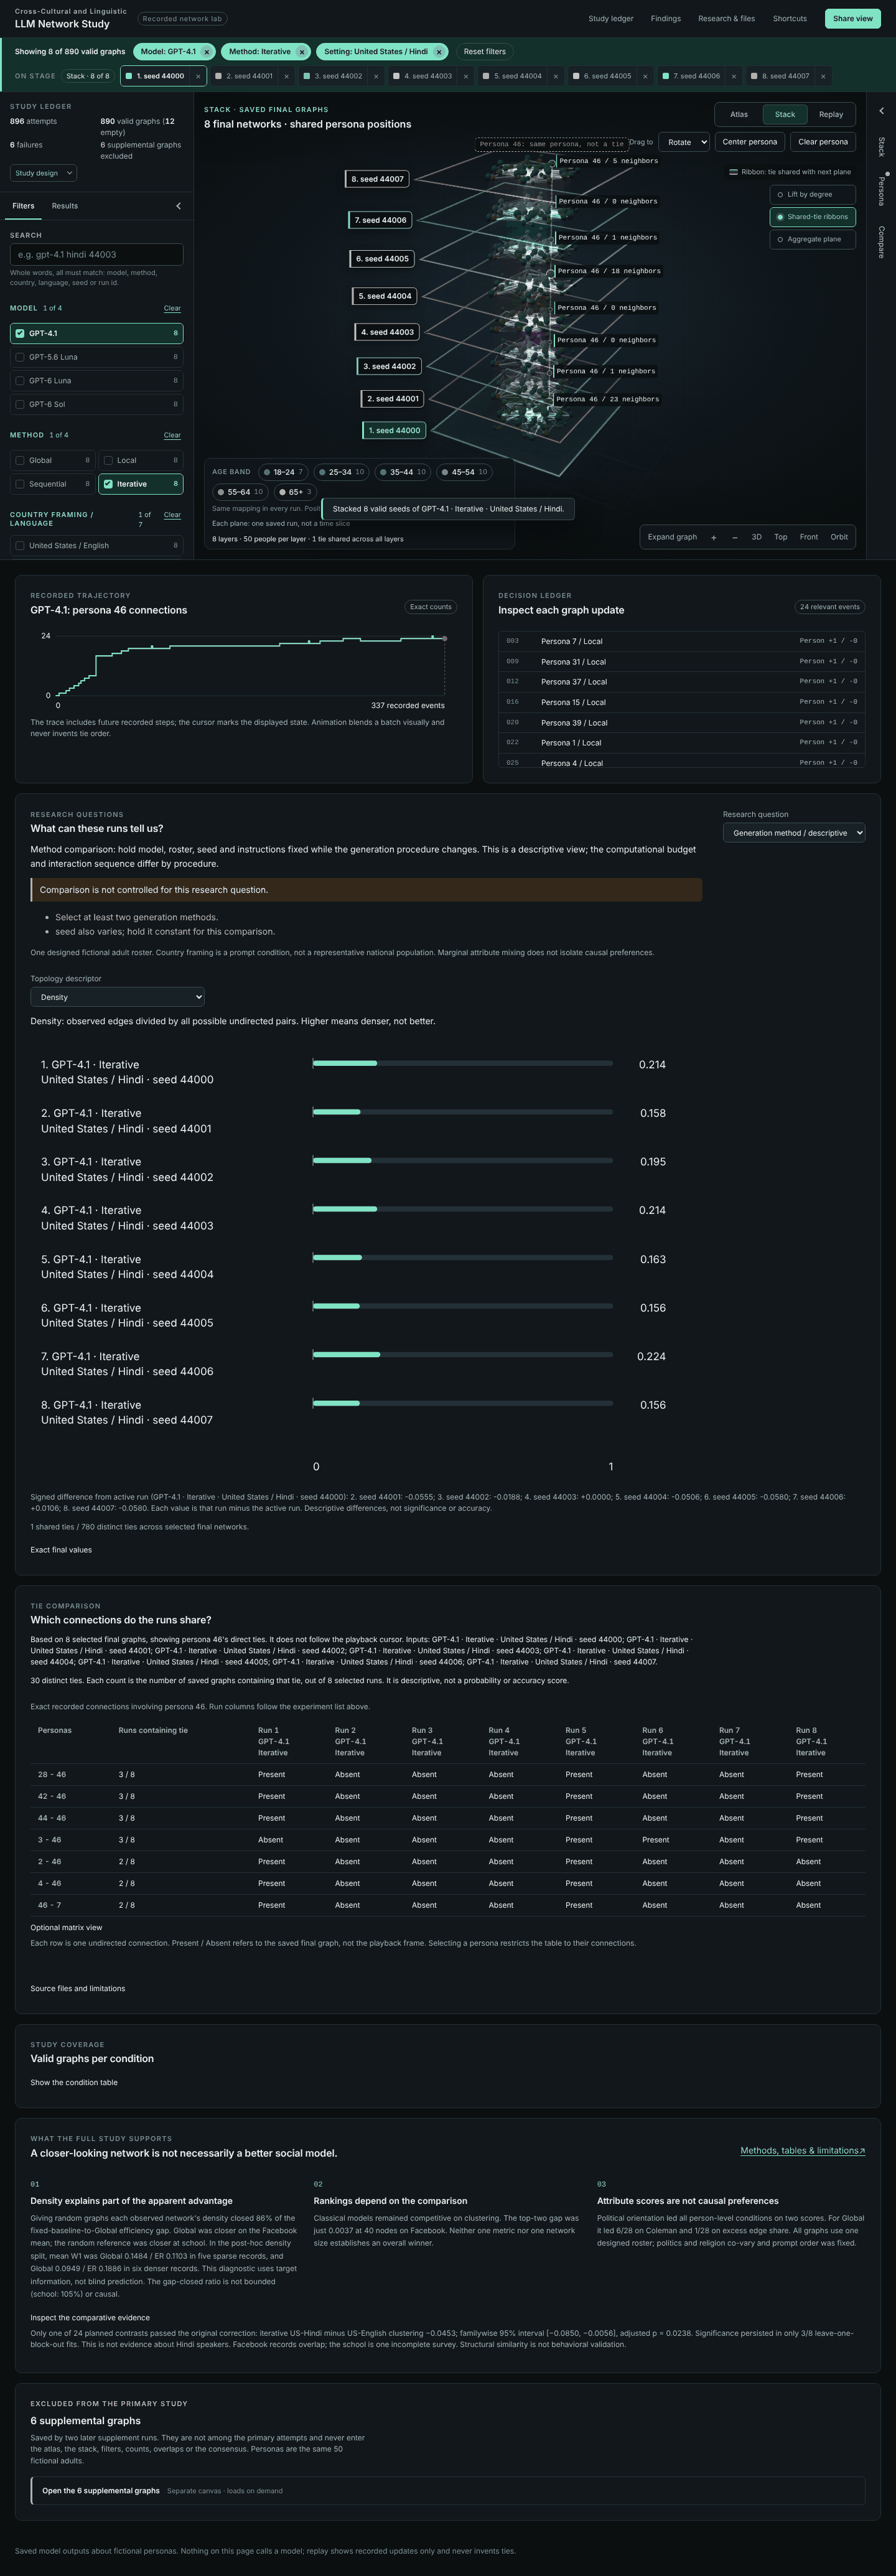 Cross-Cultural and Linguistic
LLM Network Study
Recorded network lab
Study ledger
Findings
Research & files
Shortcuts
Share view
Showing 8 of 890 valid graphs
Model: GPT-4.1 ×
Method: Iterative ×
Setting: United States / Hindi ×
Reset filters
ON STAGE
Stack · 8 of 8
1. seed 44000 ×
2. seed 44001 ×
3. seed 44002 ×
4. seed 44003 ×
5. seed 44004 ×
6. seed 44005 ×
7. seed 44006 ×
8. seed 44007 ×
STUDY LEDGER
896 attempts
890 valid graphs (12
empty)
6 failures
6 supplemental graphs
excluded
Study design
Filters
Results
SEARCH
e.g. gpt-4.1 hindi 44003
Whole words, all must match: model, method,
country, language, seed or run id.
MODEL 1 of 4
Clear
GPT-4.1 8
GPT-5.6 Luna 8
GPT-6 Luna 8
GPT-6 Sol 8
METHOD 1 of 4
Clear
Global 8
Local 8
Sequential 8
Iterative 8
COUNTRY FRAMING /
LANGUAGE
1 of
7
Clear
United States / English 8
STACK · SAVED FINAL GRAPHS
8 final networks · shared persona positions
Atlas
Stack
Replay
Persona 46: same persona, not a tie
Drag to
Rotate
Center persona
Clear persona
Ribbon: tie shared with next plane
Lift by degree
Shared-tie ribbons
Aggregate plane
Stack
Persona
Compare
8. seed 44007
7. seed 44006
6. seed 44005
5. seed 44004
4. seed 44003
3. seed 44002
2. seed 44001
1. seed 44000
Persona 46 / 5 neighbors
Persona 46 / 0 neighbors
Persona 46 / 1 neighbors
Persona 46 / 18 neighbors
Persona 46 / 0 neighbors
Persona 46 / 0 neighbors
Persona 46 / 1 neighbors
Persona 46 / 23 neighbors
AGE BAND
18–24 7
25–34 10
35–44 10
45–54 10
55–64 10
65+ 3
Same mapping in every run.
Stacked 8 valid seeds of GPT-4.1 · Iterative · United States / Hindi.
Each plane: one saved run, not a time slice
8 layers · 50 people per layer · 1 tie shared across all layers
Expand graph
+
−
3D
Top
Front
Orbit
RECORDED TRAJECTORY
GPT-4.1: persona 46 connections
Exact counts
24
0
0
337 recorded events
The trace includes future recorded steps; the cursor marks the displayed state. Animation blends a batch visually and
never invents tie order.
DECISION LEDGER
Inspect each graph update
24 relevant events
003 Persona 7 / Local Person +1 / -0
009 Persona 31 / Local Person +1 / -0
012 Persona 37 / Local Person +1 / -0
016 Persona 15 / Local Person +1 / -0
020 Persona 39 / Local Person +1 / -0
022 Persona 1 / Local Person +1 / -0
025 Persona 4 / Local Person +1 / -0
RESEARCH QUESTIONS
What can these runs tell us?
Research question
Generation method / descriptive
Method comparison: hold model, roster, seed and instructions fixed while the generation procedure changes. This is a descriptive view; the computational budget
and interaction sequence differ by procedure.
Comparison is not controlled for this research question.
• Select at least two generation methods.
• seed also varies; hold it constant for this comparison.
One designed fictional adult roster. Country framing is a prompt condition, not a representative national population. Marginal attribute mixing does not isolate causal preferences.
Topology descriptor
Density
Density: observed edges divided by all possible undirected pairs. Higher means denser, not better.
1. GPT-4.1 · Iterative
United States / Hindi · seed 44000
0.214
2. GPT-4.1 · Iterative
United States / Hindi · seed 44001
0.158
3. GPT-4.1 · Iterative
United States / Hindi · seed 44002
0.195
4. GPT-4.1 · Iterative
United States / Hindi · seed 44003
0.214
5. GPT-4.1 · Iterative
United States / Hindi · seed 44004
0.163
6. GPT-4.1 · Iterative
United States / Hindi · seed 44005
0.156
7. GPT-4.1 · Iterative
United States / Hindi · seed 44006
0.224
8. GPT-4.1 · Iterative
United States / Hindi · seed 44007
0.156
0
1
Signed difference from active run (GPT-4.1 · Iterative · United States / Hindi · seed 44000): 2. seed 44001: -0.0555; 3. seed 44002: -0.0188; 4. seed 44003: +0.0000; 5. seed 44004: -0.0506; 6. seed 44005: -0.0580; 7. seed 44006:
+0.0106; 8. seed 44007: -0.0580. Each value is that run minus the active run. Descriptive differences, not significance or accuracy.
1 shared ties / 780 distinct ties across selected final networks.
Exact final values
TIE COMPARISON
Which connections do the runs share?
Based on 8 selected final graphs, showing persona 46's direct ties. It does not follow the playback cursor. Inputs: GPT-4.1 · Iterative · United States / Hindi · seed 44000; GPT-4.1 · Iterative ·
United States / Hindi · seed 44001; GPT-4.1 · Iterative · United States / Hindi · seed 44002; GPT-4.1 · Iterative · United States / Hindi · seed 44003; GPT-4.1 · Iterative · United States / Hindi ·
seed 44004; GPT-4.1 · Iterative · United States / Hindi · seed 44005; GPT-4.1 · Iterative · United States / Hindi · seed 44006; GPT-4.1 · Iterative · United States / Hindi · seed 44007.
30 distinct ties. Each count is the number of saved graphs containing that tie, out of 8 selected runs. It is descriptive, not a probability or accuracy score.
Exact recorded connections involving persona 46. Run columns follow the experiment list above.
Personas Runs containing tie Run 1 Run 2 Run 3 Run 4 Run 5 Run 6 Run 7 Run 8
GPT-4.1 GPT-4.1 GPT-4.1 GPT-4.1 GPT-4.1 GPT-4.1 GPT-4.1 GPT-4.1
Iterative Iterative Iterative Iterative Iterative Iterative Iterative Iterative
28 - 46 3 / 8 Present Absent Absent Absent Present Absent Absent Present
42 - 46 3 / 8 Present Absent Absent Absent Present Absent Absent Present
44 - 46 3 / 8 Present Absent Absent Absent Present Absent Absent Present
3 - 46 3 / 8 Absent Absent Absent Absent Present Present Absent Present
2 - 46 2 / 8 Present Absent Absent Absent Present Absent Absent Absent
4 - 46 2 / 8 Present Absent Absent Absent Present Absent Absent Absent
46 - 7 2 / 8 Present Absent Absent Absent Present Absent Absent Absent
Optional matrix view
Each row is one undirected connection. Present / Absent refers to the saved final graph, not the playback frame. Selecting a persona restricts the table to their connections.
Source files and limitations
STUDY COVERAGE
Valid graphs per condition
Show the condition table
WHAT THE FULL STUDY SUPPORTS
A closer-looking network is not necessarily a better social model.
Methods, tables & limitations↗
01
Density explains part of the apparent advantage
Giving random graphs each observed network's density closed 86% of the
fixed-baseline-to-Global efficiency gap. Global was closer on the Facebook
mean; the random reference was closer at school. In the post-hoc density
split, mean W1 was Global 0.1484 / ER 0.1103 in five sparse records, and
Global 0.0949 / ER 0.1886 in six denser records. This diagnostic uses target
information, not blind prediction. The gap-closed ratio is not bounded
(school: 105%) or causal.
02
Rankings depend on the comparison
Classical models remained competitive on clustering. The top-two gap was
just 0.0037 at 40 nodes on Facebook. Neither one metric nor one network
size establishes an overall winner.
03
Attribute scores are not causal preferences
Political orientation led all person-level conditions on two scores. For Global
it led 6/28 on Coleman and 1/28 on excess edge share. All graphs use one
designed roster; politics and religion co-vary and prompt order was fixed.
Inspect the comparative evidence
Only one of 24 planned contrasts passed the original correction: iterative US-Hindi minus US-English clustering −0.0453; familywise 95% interval [−0.0850, −0.0056], adjusted p = 0.0238. Significance persisted in only 3/8 leave-one-
block-out fits. This is not evidence about Hindi speakers. Facebook records overlap; the school is one incomplete survey. Structural similarity is not behavioral validation.
EXCLUDED FROM THE PRIMARY STUDY
6 supplemental graphs
Saved by two later supplement runs. They are not among the primary attempts and never enter
the atlas, the stack, filters, counts, overlaps or the consensus. Personas are the same 50
fictional adults.
Open the 6 supplemental graphs
Separate canvas · loads on demand
Saved model outputs about fictional personas. Nothing on this page calls a model; replay shows recorded updates only and never invents ties.